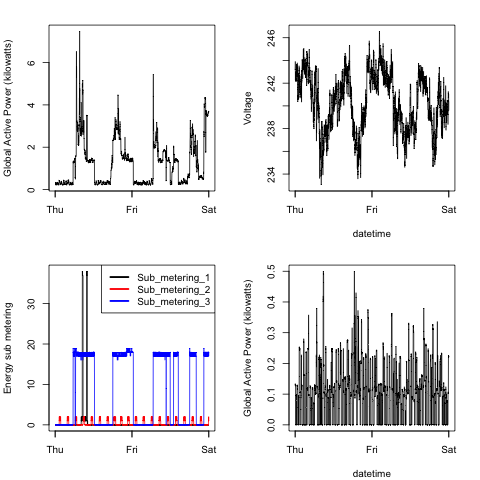 Global Active Power (kilowatts)
0
2
4
6
Thu
Fri
Sat
Voltage
234
238
242
246
Thu
Fri
Sat
datetime
Energy sub metering
0
10
20
30
Sub_metering_1
Sub_metering_2
Sub_metering_3
Thu
Fri
Sat
Global Active Power (kilowatts)
0.0
0.1
0.2
0.3
0.4
0.5
Thu
Fri
Sat
datetime